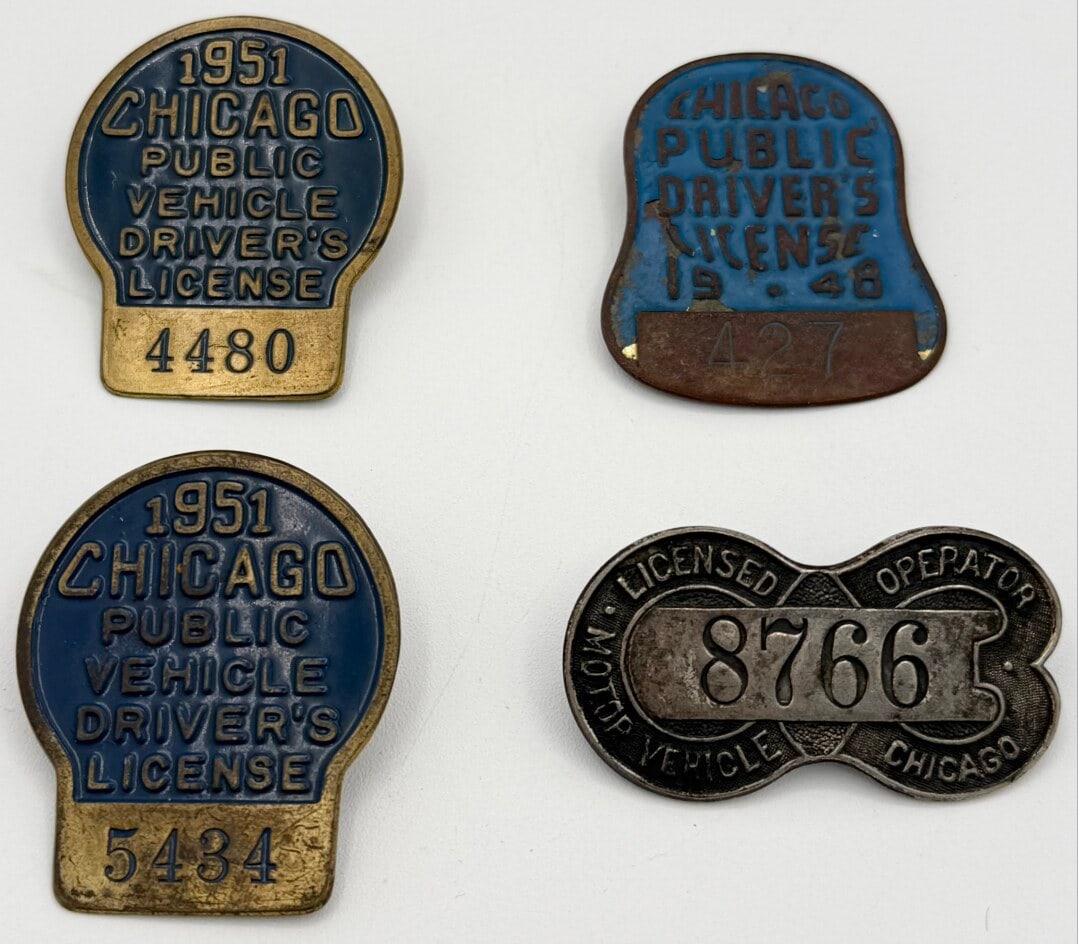 1951
CHICAGO
PUBLIC
VEHICLE
DRIVER'S
LICENSE
4480
CHICAGO
PUBLIC
DRIVER'S
LICENSE
19 · 48
427
1951
CHICAGO
PUBLIC
VEHICLE
DRIVER'S
LICENSE
5434
LICENSED OPERATOR
8766
MOTOR VEHICLE CHICAGO